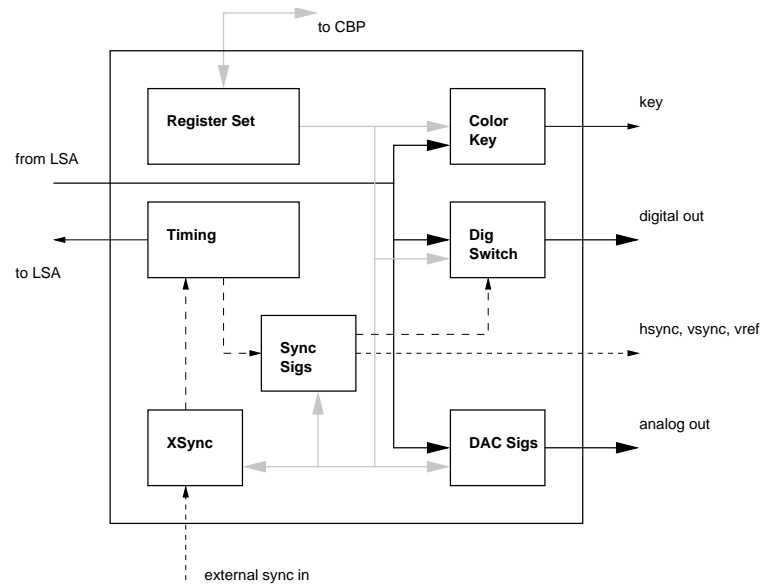 to CBP
Register Set
Color
Key
key
from LSA
Timing
Dig
Switch
digital out
to LSA
Sync
Sigs
hsync, vsync, vref
XSync
DAC Sigs
analog out
external sync in